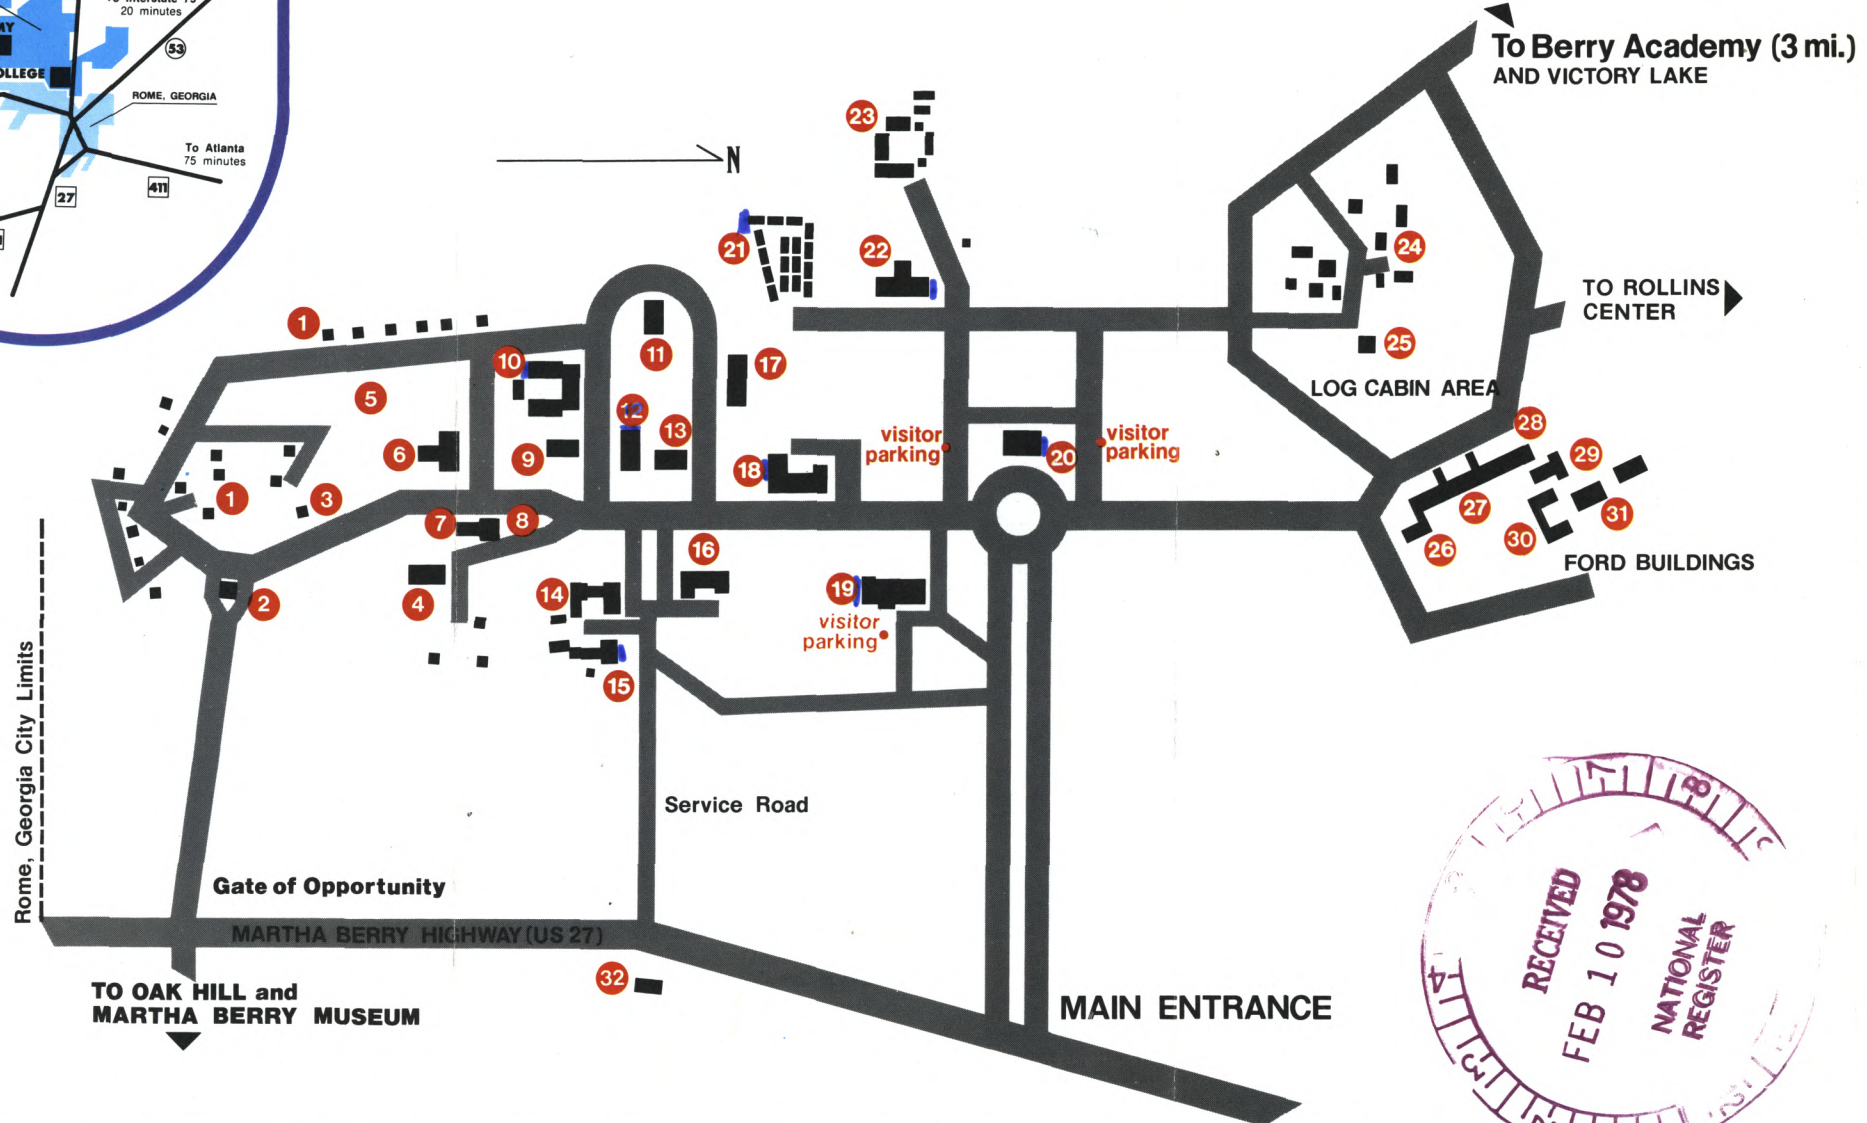 20 minutes
53
OLLEGE
ROME, GEORGIA
To Atlanta
75 minutes
411
27
N
To Berry Academy (3 mi.)
AND VICTORY LAKE
TO ROLLINS
CENTER
23
21
22
24
25
LOG CABIN AREA
1
10
11
17
5
12
13
6
9
18
visitor
parking
20
visitor
parking
28
29
27
31
26
30
FORD BUILDINGS
1
3
7
8
16
2
4
14
19
visitor
parking
15
Rome, Georgia City Limits
Service Road
Gate of Opportunity
MARTHA BERRY HIGHWAY (US 27)
32
TO OAK HILL and
MARTHA BERRY MUSEUM
MAIN ENTRANCE
RECEIVED
FEB 10 1978
NATIONAL
REGISTER